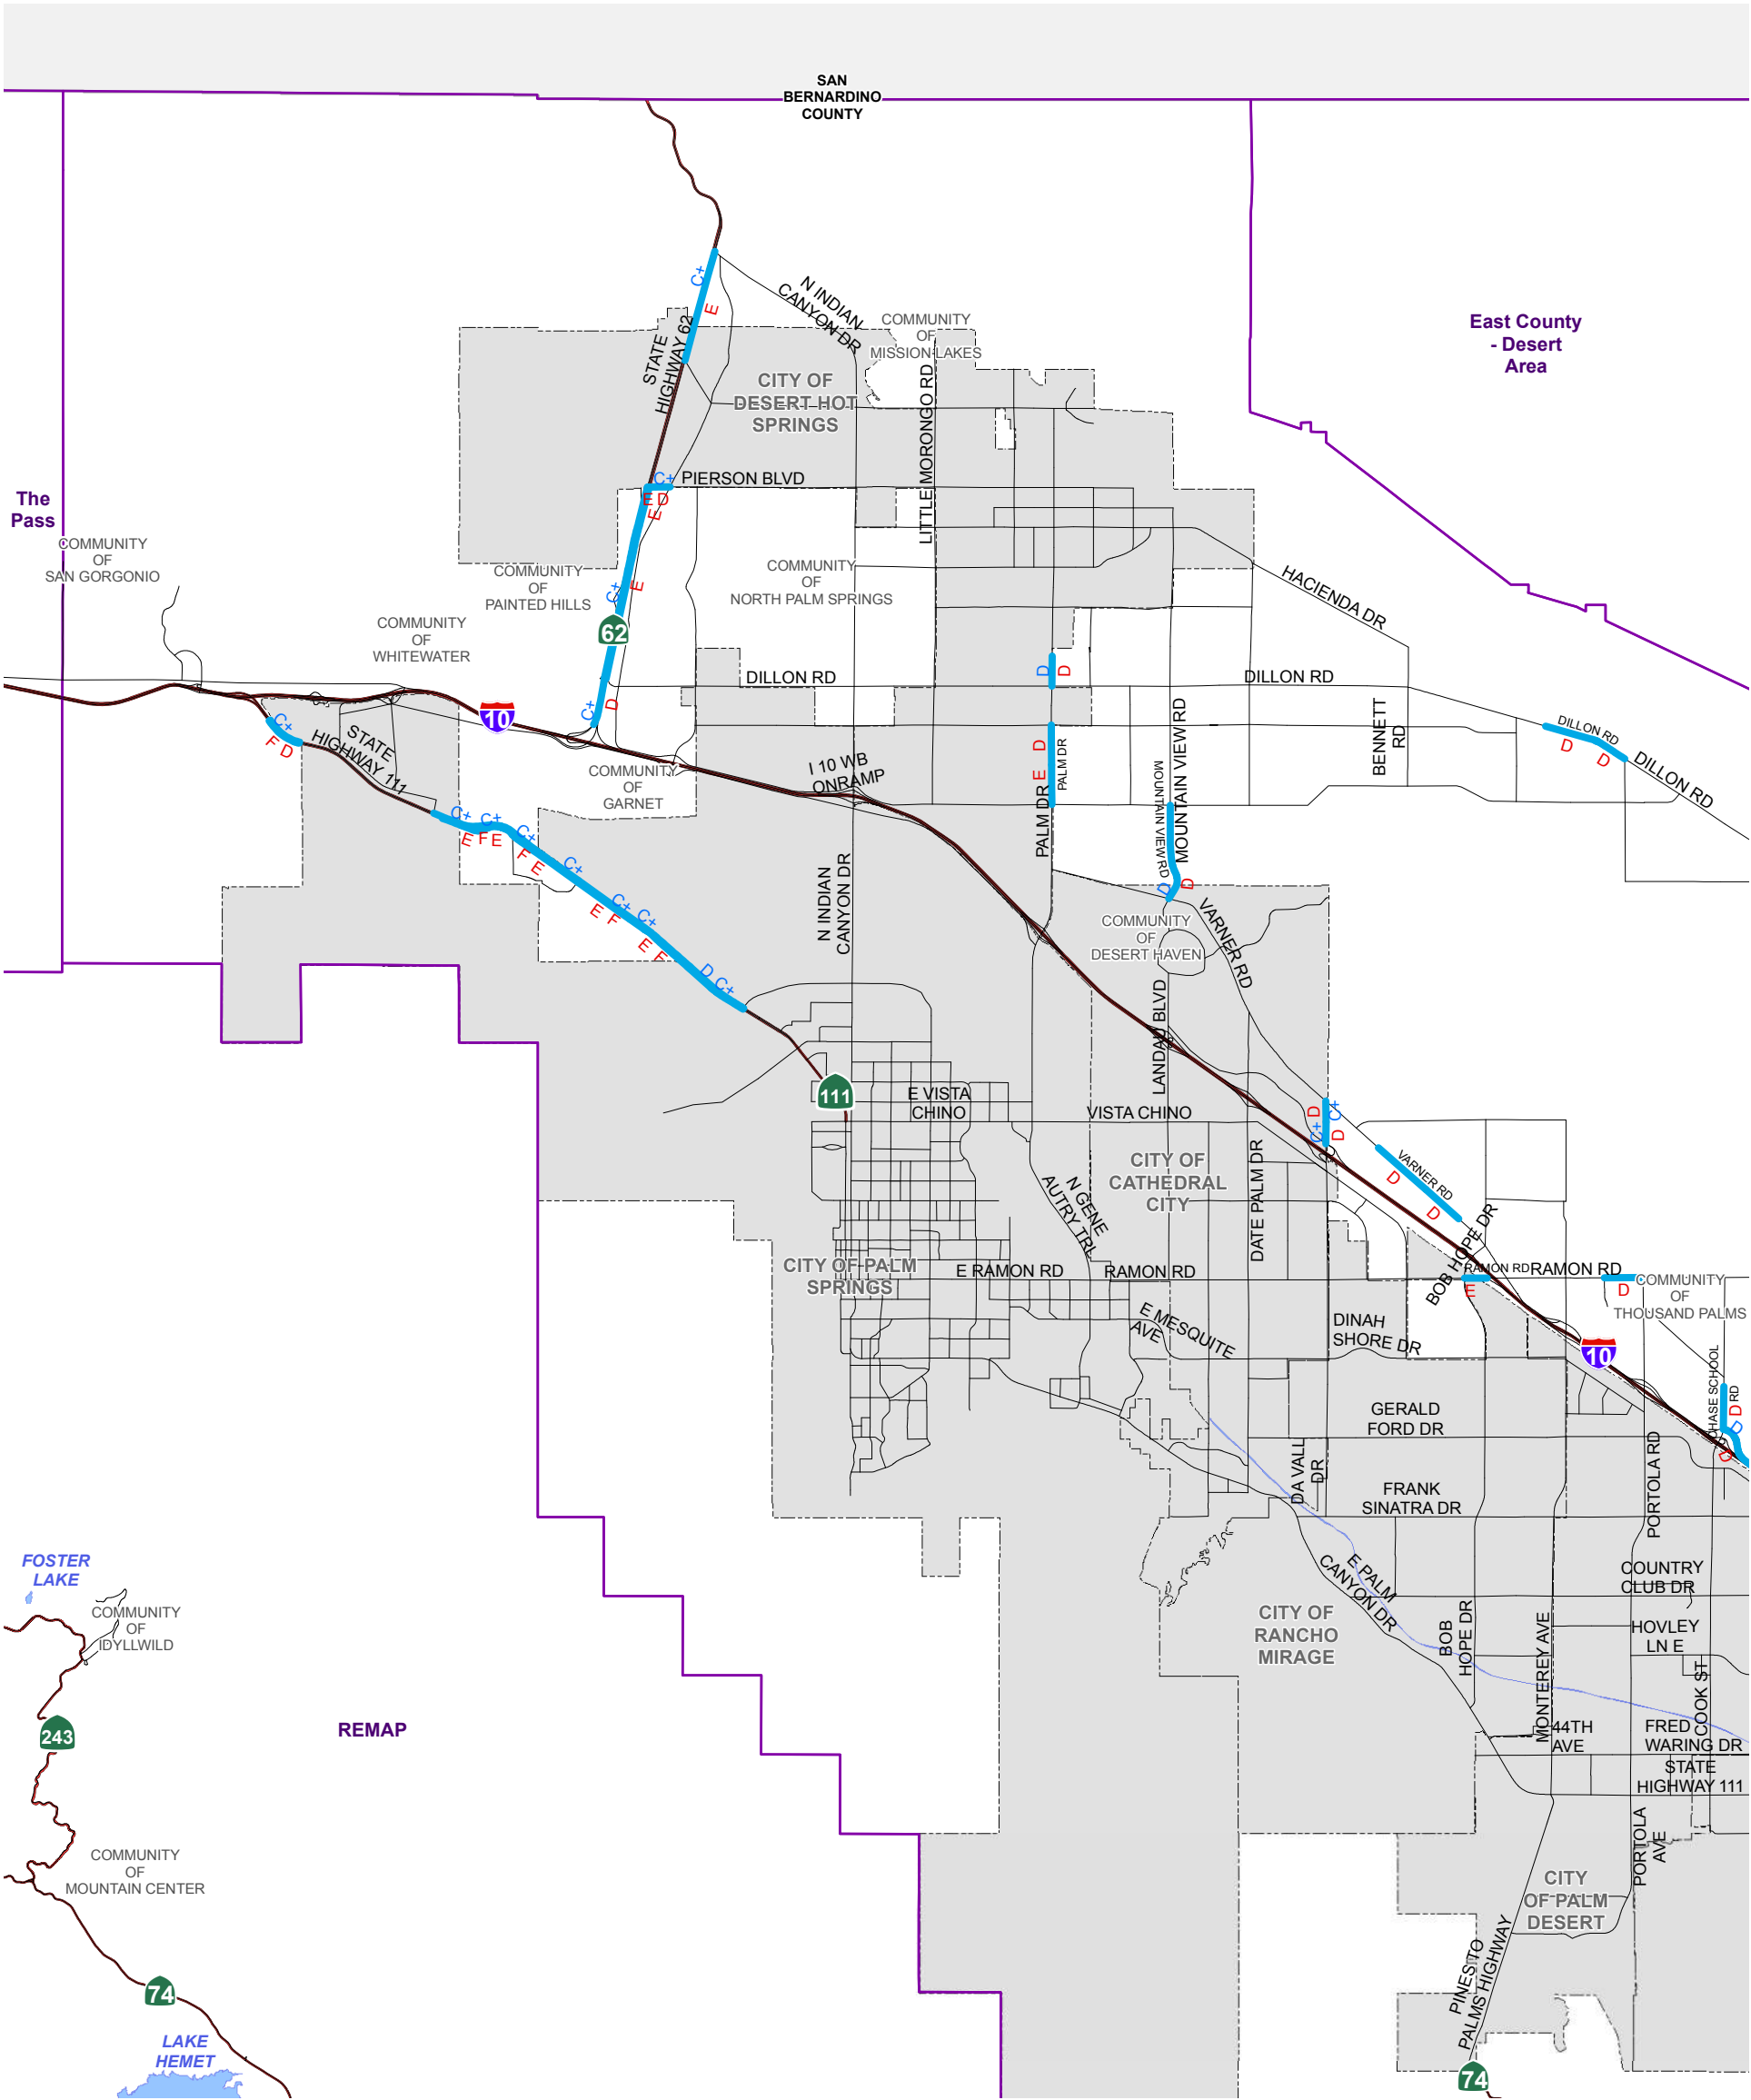 SAN
BERNARDINO
COUNTY
C+
E
N INDIAN
CANYON DR
COMMUNITY
OF
MISSION LAKES
East County
- Desert
Area
STATE
HIGHWAY 62
CITY OF
DESERT HOT
SPRINGS
LITTLE MORONGO RD
C+
PIERSON BLVD
E D
E
The
Pass
COMMUNITY
OF
SAN GORGONIO
COMMUNITY
OF
PAINTED HILLS
C+
E
COMMUNITY
OF
NORTH PALM SPRINGS
HACIENDA DR
COMMUNITY
OF
WHITEWATER
62
DILLON RD
D
D
DILLON RD
C+
D
10
C+
F D
STATE
HIGHWAY 111
COMMUNITY
OF
GARNET
I 10 WB
ONRAMP
E D
PALM DR
PALM DR
MOUNTAIN VIEW RD
MOUNTAIN VIEW RD
BENNETT
RD
DILLON RD
D
D
DILLON RD
C+
C+
E F E
C+
F E
C+
C+
E F
C+
E F
D C+
N INDIAN
CANYON DR
D
D
COMMUNITY
OF
DESERT HAVEN
VARNER RD
LANDAU BLVD
111
E VISTA
CHINO
VISTA CHINO
D
C+
C+
D
CITY OF
CATHEDRAL
CITY
N GENE
AUTRY TRL
DATE PALM DR
VARNER RD
D
D
BOB HOPE DR
CITY OF PALM
SPRINGS
E RAMON RD
RAMON RD
RAMON RD
RAMON RD
E
D
COMMUNITY
OF
THOUSAND PALMS
E MESQUITE
AVE
DINAH
SHORE DR
10
D
RD
D
D
GERALD
FORD DR
DA VALL
DR
PORTOLA RD
FRANK
SINATRA DR
FOSTER
LAKE
COMMUNITY
OF
IDYLLWILD
E PALM
CANYON DR
COUNTRY
CLUB DR
CITY OF
RANCHO
MIRAGE
BOB
HOPE DR
MONTEREY AVE
HOVLEY
LN E
COOK ST
243
REMAP
44TH
AVE
FRED
WARING DR
STATE
HIGHWAY 111
COMMUNITY
OF
MOUNTAIN CENTER
PORTOLA
AVE
CITY
OF PALM
DESERT
PINES TO
PALMS HIGHWAY
74
LAKE
HEMET
74